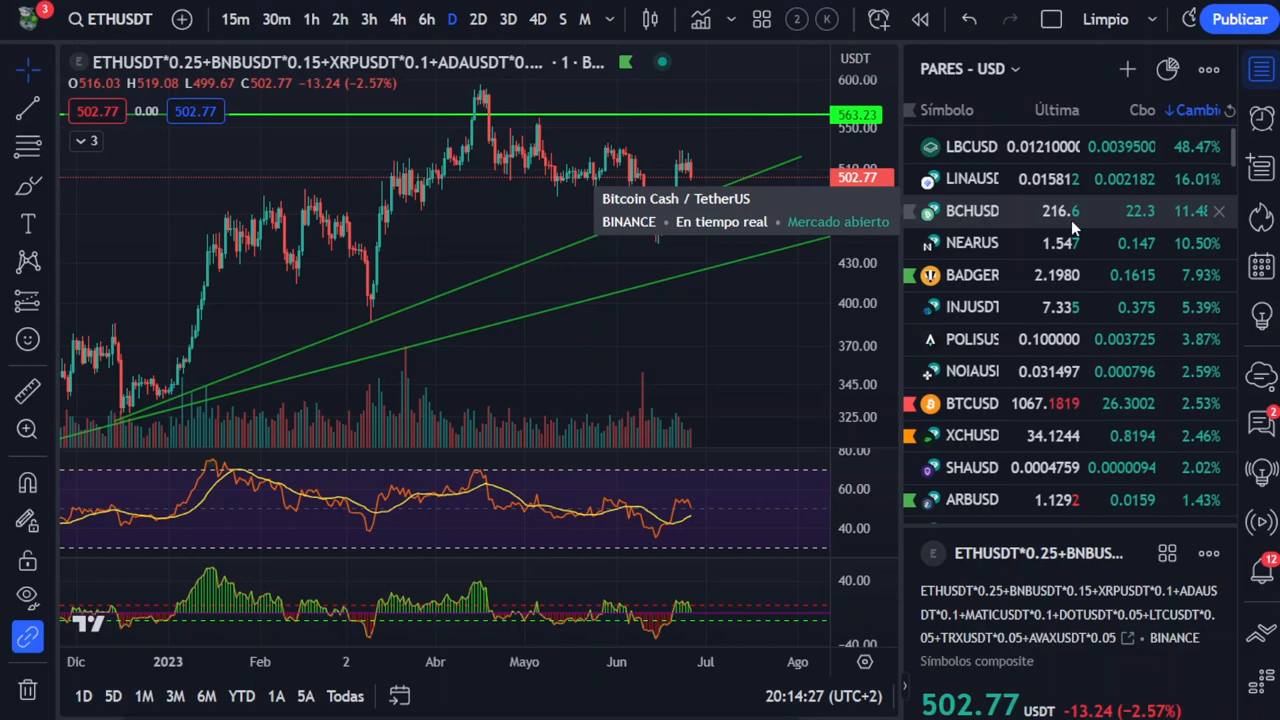 3
ETHUSDT
15m 30m 1h 2h 3h 4h 6h D 2D 3D 4D S M
2 K
Limpio
Publicar
E ETHUSDT*0.25+BNBUSDT*0.15+XRPUSDT*0.1+ADAUSDT*0.... · 1 · B...
O516.03 H519.08 L499.67 C502.77 -13.24 (-2.57%)
502.77 0.00 502.77
3
USDT
600.00
563.23
550.00
510.00
502.77
430.00
400.00
370.00
345.00
325.00
80.00
60.00
40.00
40.00
-40.00
Bitcoin Cash / TetherUS
BINANCE • En tiempo real • Mercado abierto
Dic 2023 Feb 2 Abr Mayo Jun Jul Ago
1D 5D 1M 3M 6M YTD 1A 5A Todas
20:14:27 (UTC+2)
PARES - USD
Símbolo Última Cbo Cambi
LBCUSD 0.0121000 0.0039500 48.47%
LINAUSD 0.015812 0.002182 16.01%
BCHUSD 216.6 22.3 11.48
NEARUS 1.547 0.147 10.50%
BADGER 2.1980 0.1615 7.93%
INJUSDT 7.335 0.375 5.39%
POLISUS 0.100000 0.003725 3.87%
NOIAUSI 0.031497 0.000796 2.59%
BTCUSD 1067.1819 26.3002 2.53%
XCHUSD 34.1244 0.8194 2.46%
SHAUSD 0.0004759 0.0000094 2.02%
ARBUSD 1.1292 0.0159 1.43%
E ETHUSDT*0.25+BNBUS...
ETHUSDT*0.25+BNBUSDT*0.15+XRPUSDT*0.1+ADAUS
DT*0.1+MATICUSDT*0.1+DOTUSDT*0.05+LTCUSDT*0.
05+TRXUSDT*0.05+AVAXUSDT*0.05 • BINANCE
Símbolos composite
502.77 USDT -13.24 (-2.57%)
2
12